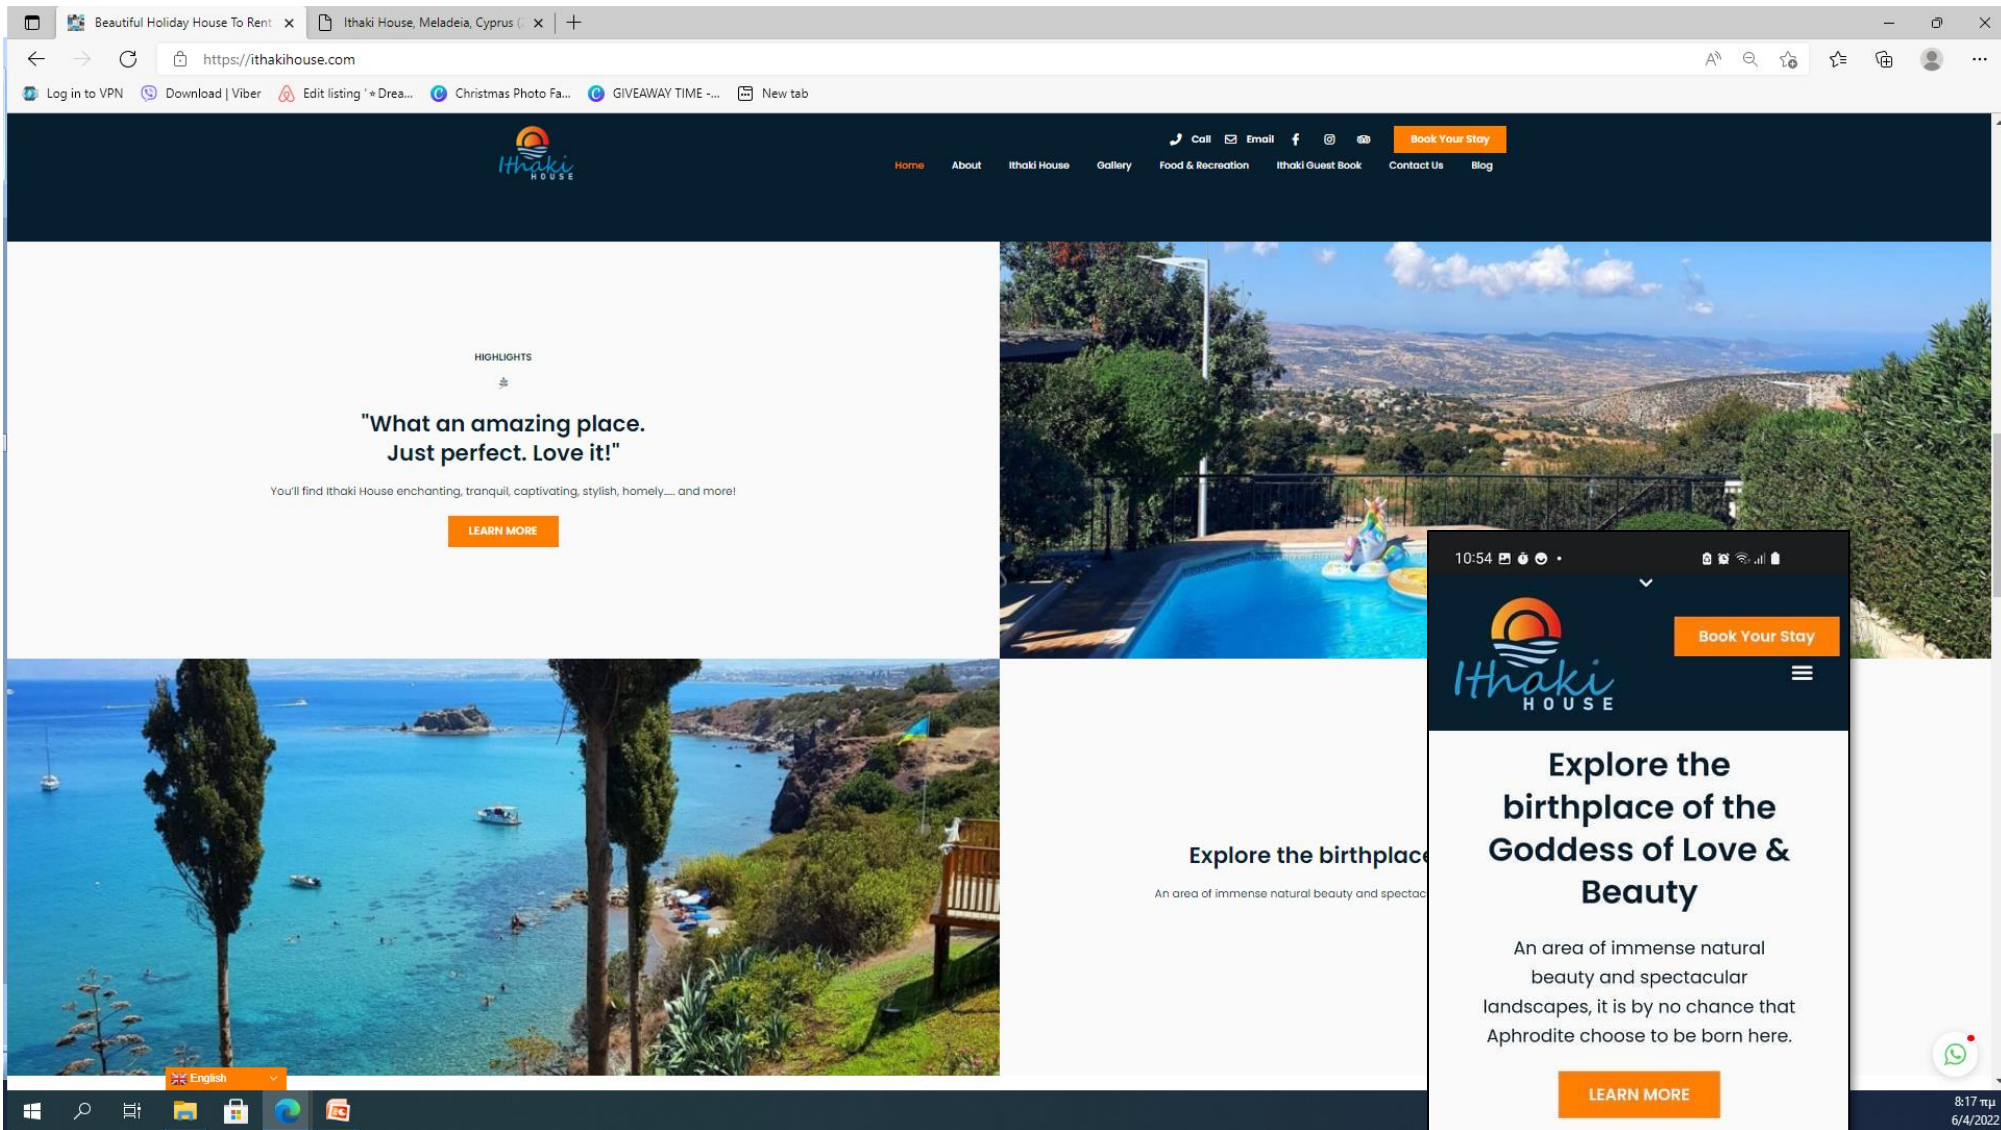 Beautiful Holiday House To Rent
Ithaki House, Meladeia, Cyprus (
https://ithakihouse.com
Log in to VPN
Download | Viber
Edit listing '⭐Drea...
Christmas Photo Fa...
GIVEAWAY TIME -...
New tab
Ithaki
HOUSE
Call
Email
Book Your Stay
Home
About
Ithaki House
Gallery
Food & Recreation
Ithaki Guest Book
Contact Us
Blog
HIGHLIGHTS
"What an amazing place.
Just perfect. Love it!"
You'll find Ithaki House enchanting, tranquil, captivating, stylish, homely..... and more!
LEARN MORE
Explore the birthplace
An area of immense natural beauty and spectac
10:54
Ithaki
HOUSE
Book Your Stay
Explore the
birthplace of the
Goddess of Love &
Beauty
An area of immense natural
beauty and spectacular
landscapes, it is by no chance that
Aphrodite choose to be born here.
LEARN MORE
English
8:17 πμ
6/4/2022